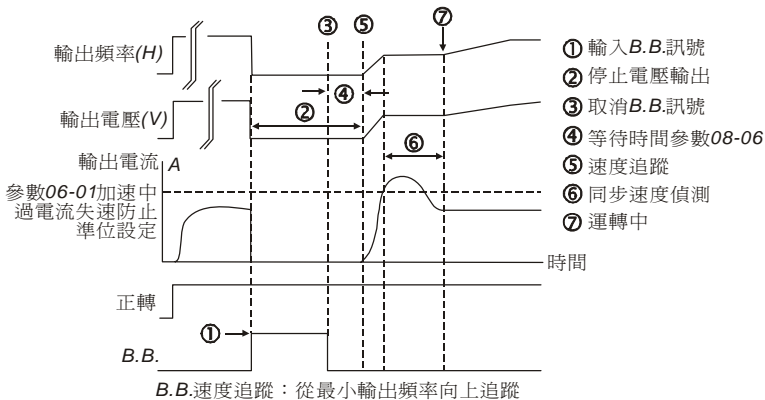 ③ ⑤ ⑦
輸出頻率(H)
④
輸出電壓(V)
②
輸出電流 A
⑥
參數06-01加速中
過電流失速防止
準位設定
時間
正轉
①
B.B.
B.B.速度追蹤：從最小輸出頻率向上追蹤
① 輸入B.B.訊號
② 停止電壓輸出
③ 取消B.B.訊號
④ 等待時間參數08-06
⑤ 速度追蹤
⑥ 同步速度偵測
⑦ 運轉中